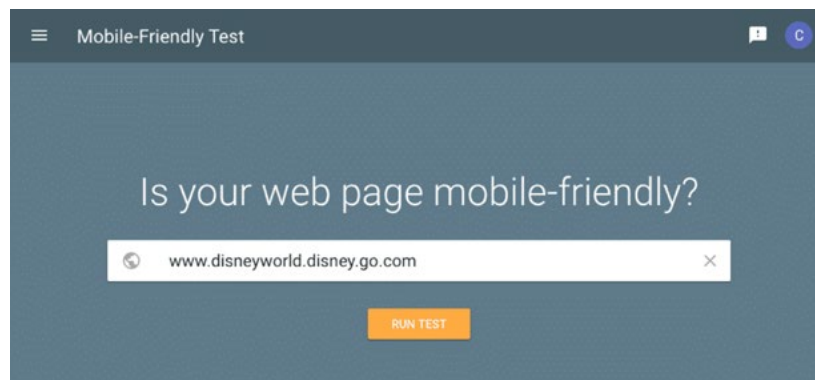 Mobile-Friendly Test
C
Is your web page mobile-friendly?
www.disneyworld.disney.go.com
RUN TEST